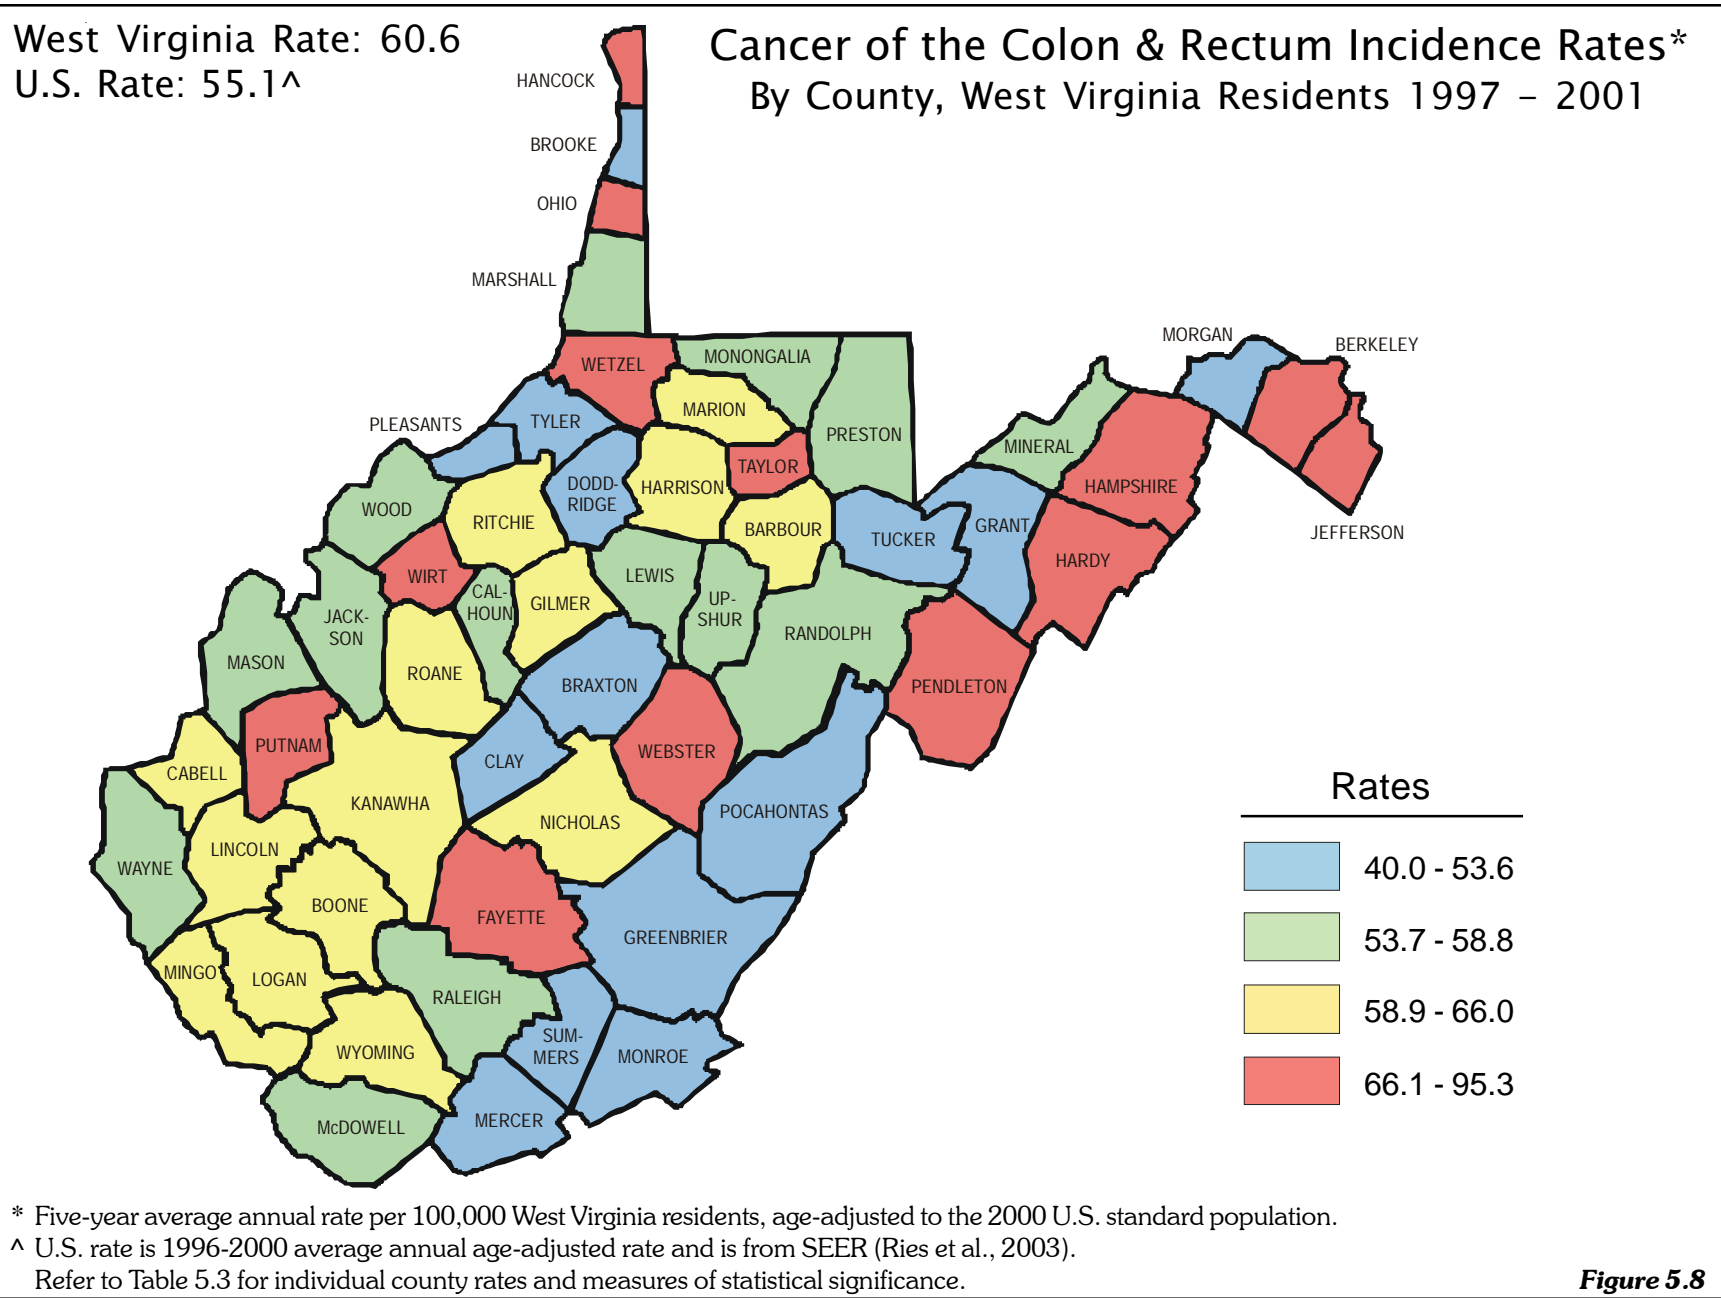 West Virginia Rate: 60.6
U.S. Rate: 55.1^
Cancer of the Colon & Rectum Incidence Rates*
By County, West Virginia Residents 1997 – 2001
HANCOCK
BROOKE
OHIO
MARSHALL
WETZEL
MONONGALIA
MORGAN
BERKELEY
MARION
TYLER
PLEASANTS
PRESTON
MINERAL
TAYLOR
HAMPSHIRE
DODD-
RIDGE
HARRISON
WOOD
RITCHIE
BARBOUR
TUCKER
GRANT
JEFFERSON
HARDY
WIRT
LEWIS
CAL-
HOUN
GILMER
UP-
SHUR
JACK-
SON
RANDOLPH
MASON
ROANE
BRAXTON
PENDLETON
PUTNAM
WEBSTER
CLAY
CABELL
KANAWHA
POCAHONTAS
NICHOLAS
LINCOLN
WAYNE
BOONE
FAYETTE
GREENBRIER
MINGO
LOGAN
RALEIGH
SUM-
MERS
WYOMING
MONROE
MERCER
McDOWELL
Rates
40.0 - 53.6
53.7 - 58.8
58.9 - 66.0
66.1 - 95.3
* Five-year average annual rate per 100,000 West Virginia residents, age-adjusted to the 2000 U.S. standard population.
^ U.S. rate is 1996-2000 average annual age-adjusted rate and is from SEER (Ries et al., 2003).
Refer to Table 5.3 for individual county rates and measures of statistical significance.
Figure 5.8